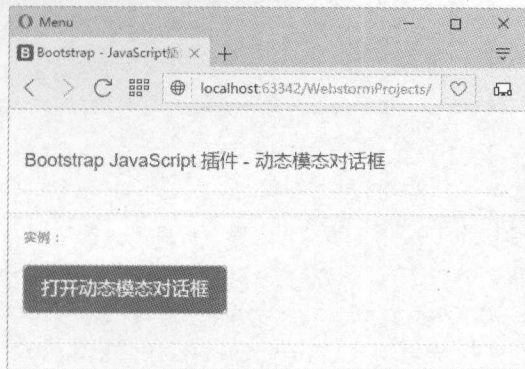 Menu
Bootstrap - JavaScript插
localhost:63342/WebstormProjects/
Bootstrap JavaScript 插件 - 动态模态对话框
实例：
打开动态模态对话框